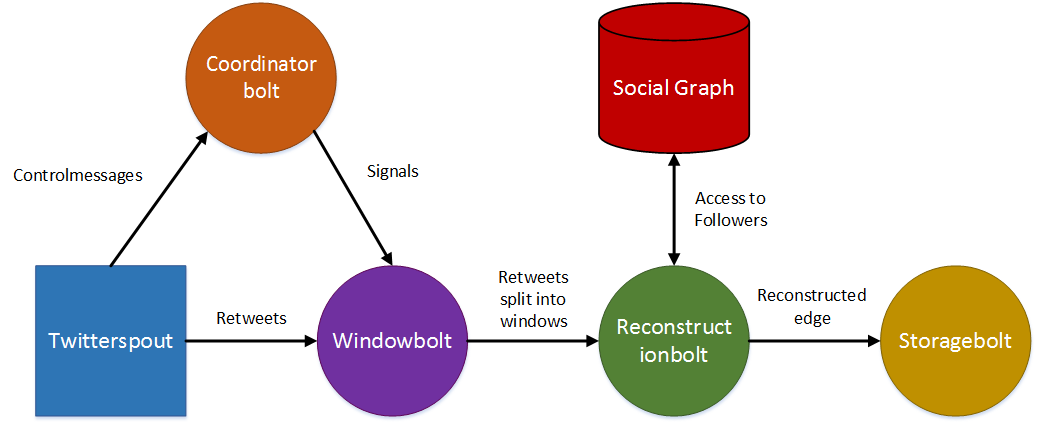 Coordinator
bolt
Social Graph
Controlmessages
Signals
Access to
Followers
Twitterspout
Retweets
Windowbolt
Retweets
split into
windows
Reconstruct
ionbolt
Reconstructed
edge
Storagebolt